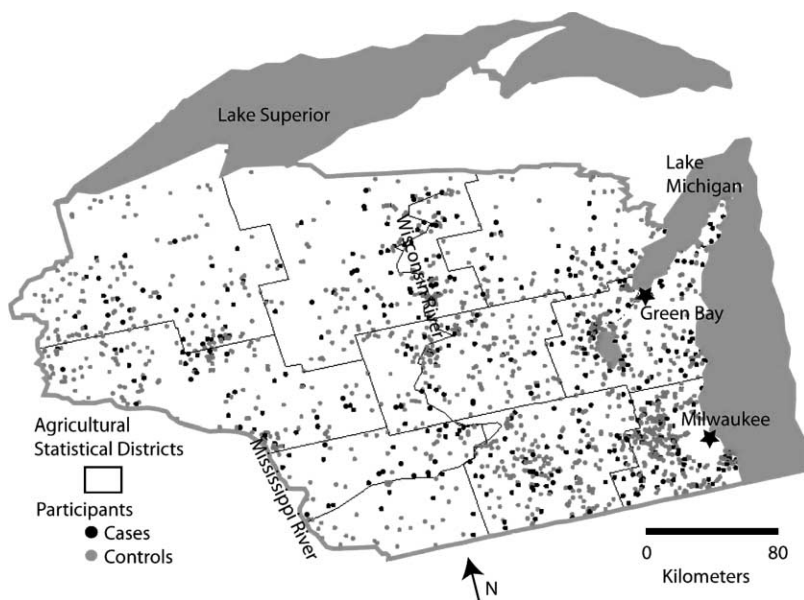 Lake Superior
Lake
Michigan
Wisconsin River
Green Bay
Milwaukee
Agricultural
Statistical Districts
Mississippi River
Participants
Cases
Controls
0 80
Kilometers
N